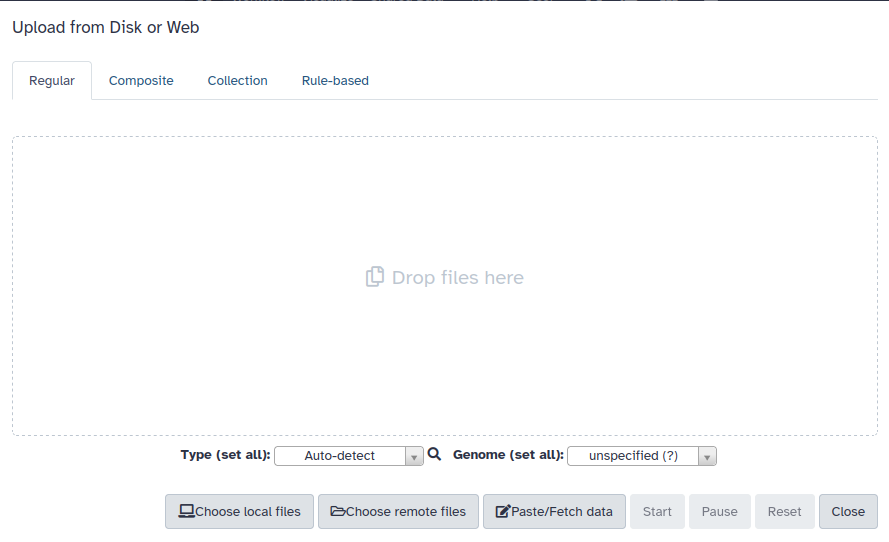 Upload from Disk or Web
Regular Composite Collection Rule-based
Drop files here
Type (set all): Auto-detect Genome (set all): unspecified (?)
Choose local files Choose remote files Paste/Fetch data Start Pause Reset Close